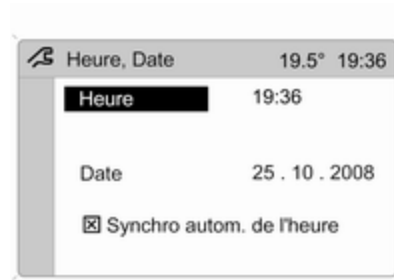 Heure, Date 19.5° 19:36
Heure 19:36
Date 25 . 10 . 2008
Synchro autom. de l'heure